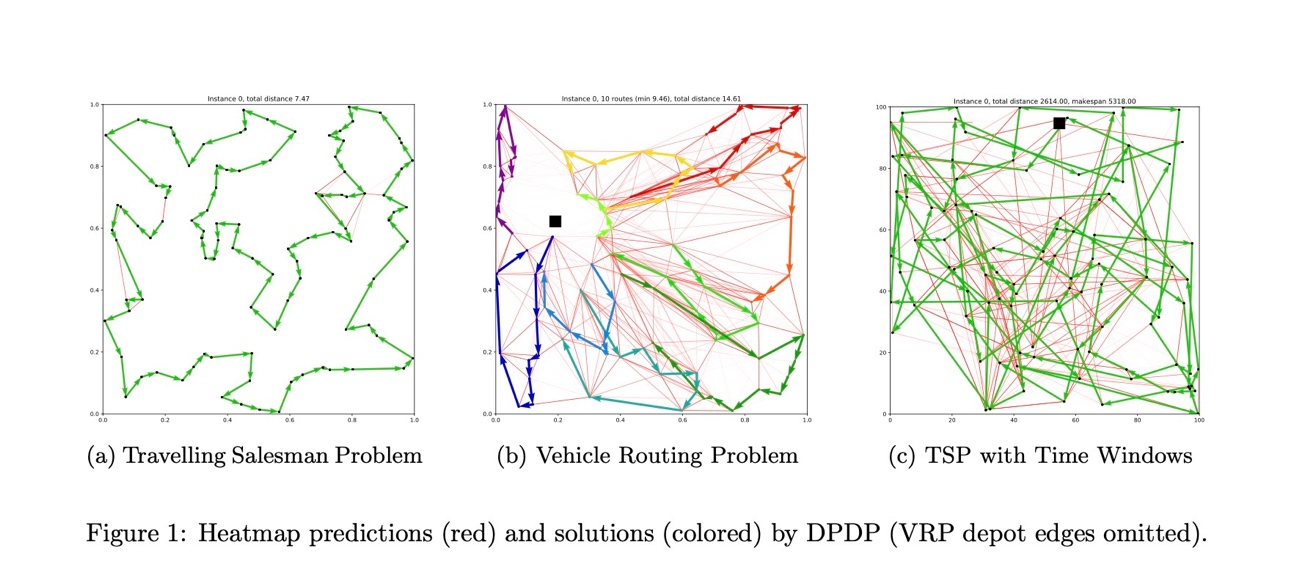 Instance 0, total distance 7.47
1.0
0.8
0.6
0.4
0.2
0.0
0.0 0.2 0.4 0.6 0.8 1.0
(a) Travelling Salesman Problem
Instance 0, 10 routes (min 9.46), total distance 14.61
1.0
0.8
0.6
0.4
0.2
0.0
0.0 0.2 0.4 0.6 0.8 1.0
(b) Vehicle Routing Problem
Instance 0, total distance 2614.00, makespan 5318.00
100
80
60
40
20
0
0 20 40 60 80 100
(c) TSP with Time Windows
Figure 1: Heatmap predictions (red) and solutions (colored) by DPDP (VRP depot edges omitted).